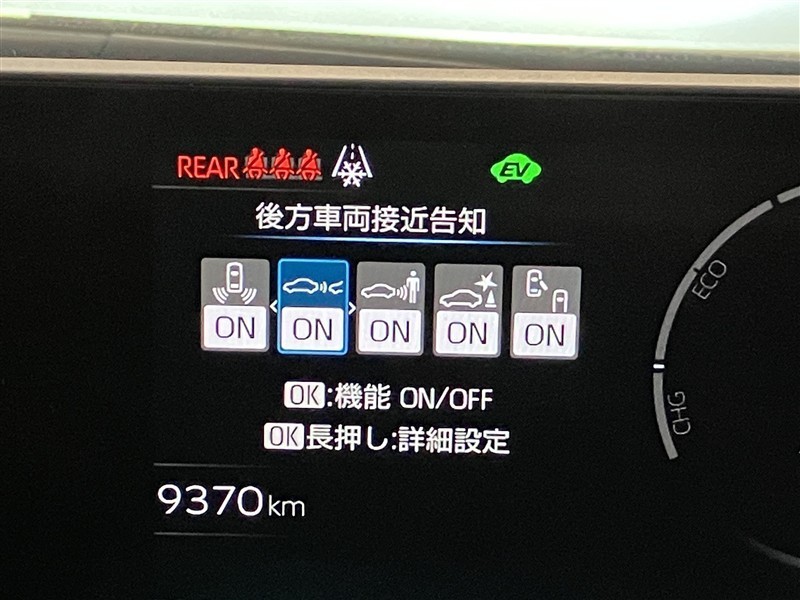 REAR
EV
後方車両接近告知
ON ON ON ON ON
OK:機能 ON/OFF
OK長押し:詳細設定
9370km
ECO
CHG